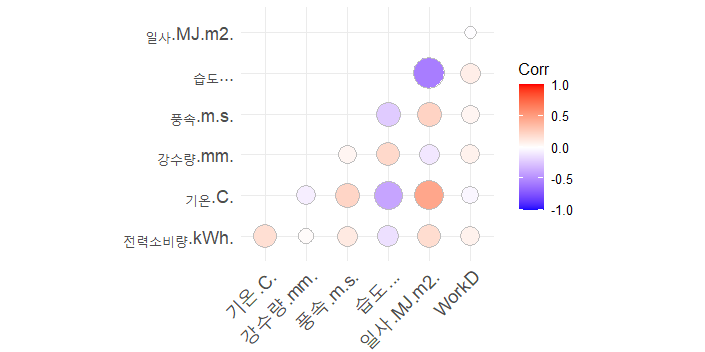 일사.MJ.m2.
습도...
풍속.m.s.
강수량.mm.
기온.C.
전력소비량.kWh.
기온.C.
강수량.mm.
풍속.m.s.
습도...
일사.MJ.m2.
WorkD
Corr
1.0
0.5
0.0
-0.5
-1.0